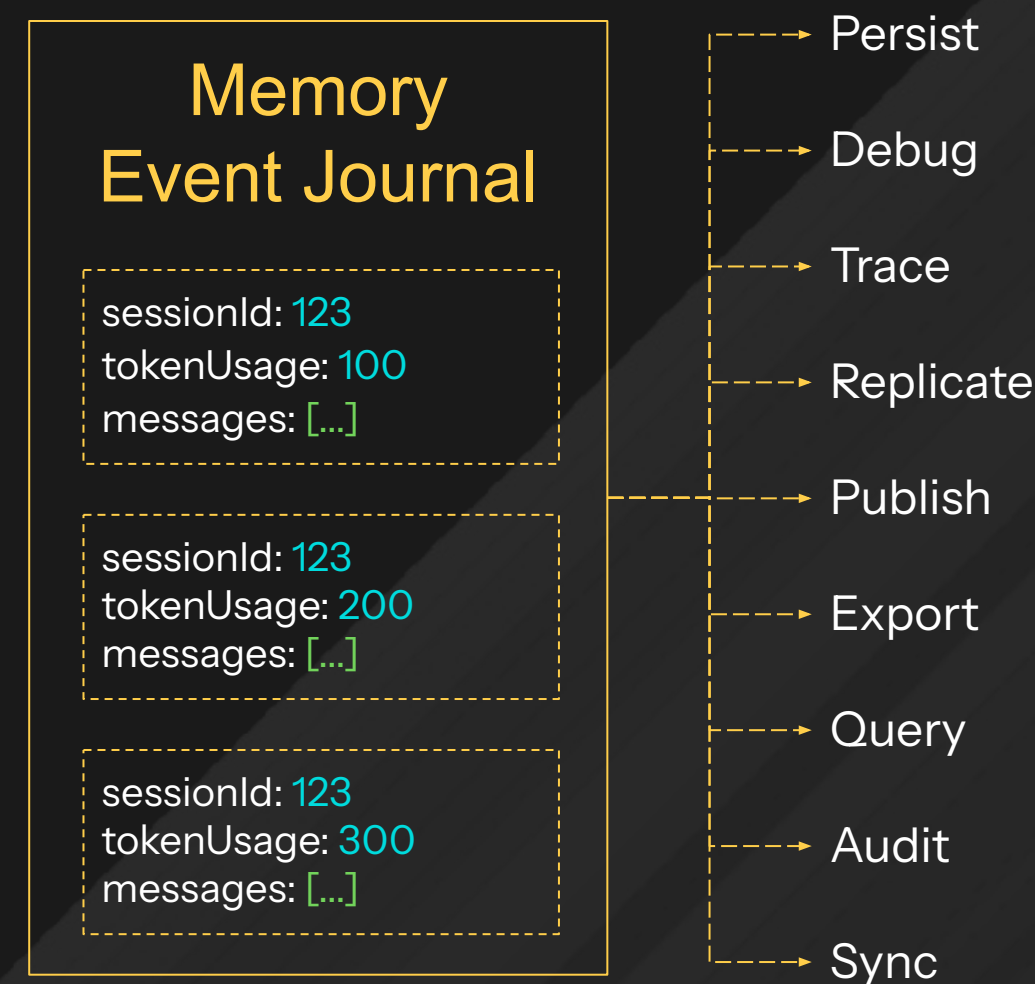 Memory
Event Journal
sessionId: 123
tokenUsage: 100
messages: [...]
sessionId: 123
tokenUsage: 200
messages: [...]
sessionId: 123
tokenUsage: 300
messages: [...]
Persist
Debug
Trace
Replicate
Publish
Export
Query
Audit
Sync